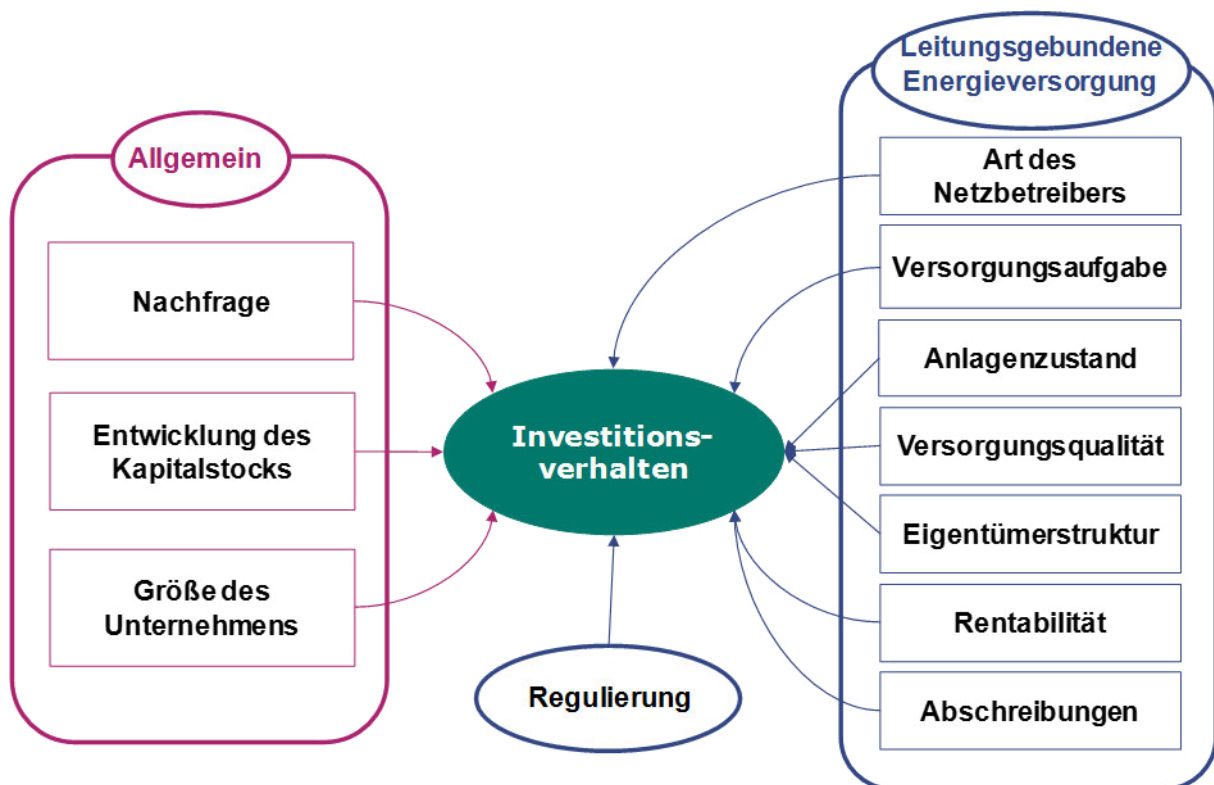 Allgemein
Nachfrage
Entwicklung des
Kapitalstocks
Größe des
Unternehmens
Investitions-
verhalten
Regulierung
Leitungsgebundene
Energieversorgung
Art des
Netzbetreibers
Versorgungsaufgabe
Anlagenzustand
Versorgungsqualität
Eigentümerstruktur
Rentabilität
Abschreibungen